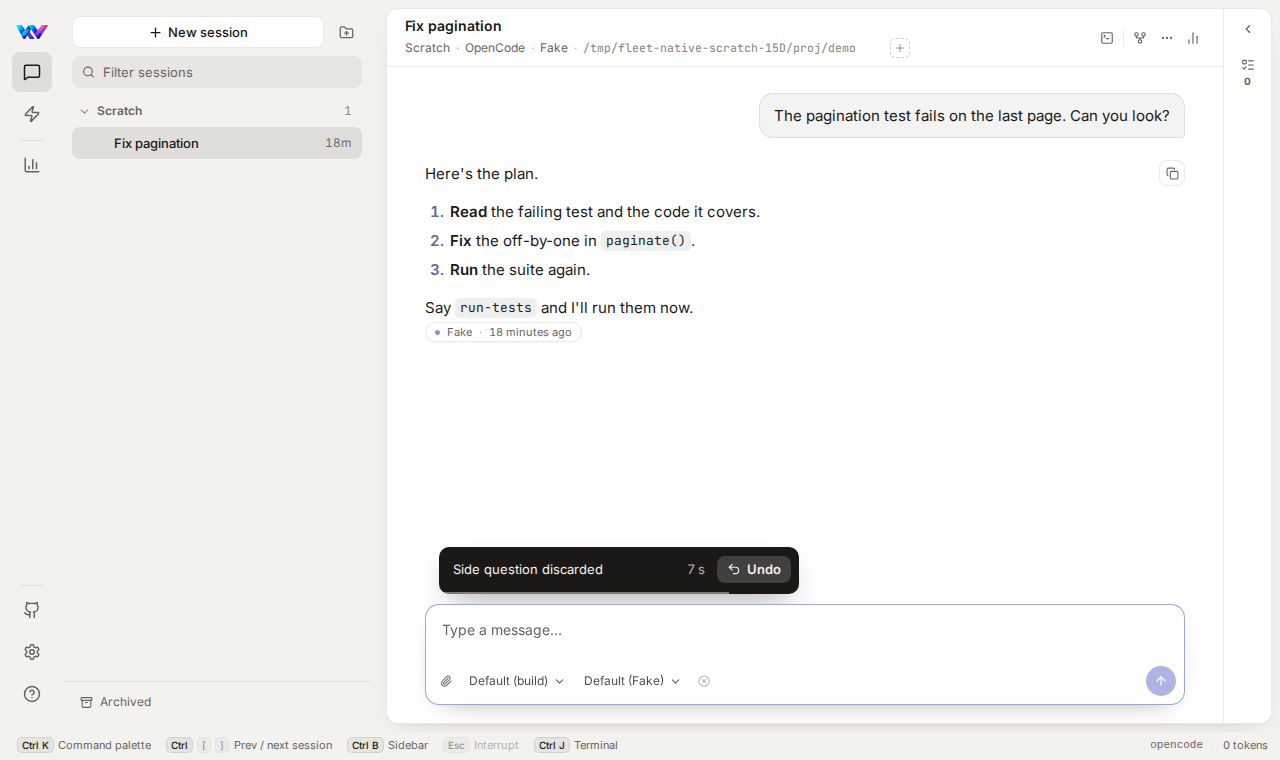 New session
Filter sessions
Scratch 1
Fix pagination 18m
Archived
Fix pagination
Scratch · OpenCode · Fake · /tmp/fleet-native-scratch-15D/proj/demo
0
The pagination test fails on the last page. Can you look?
Here's the plan.
1. Read the failing test and the code it covers.
2. Fix the off-by-one in paginate().
3. Run the suite again.
Say run-tests and I'll run them now.
Fake · 18 minutes ago
Side question discarded 7 s Undo
Type a message...
Default (build) Default (Fake)
Ctrl K Command palette Ctrl [ ] Prev / next session Ctrl B Sidebar Esc Interrupt Ctrl J Terminal opencode 0 tokens